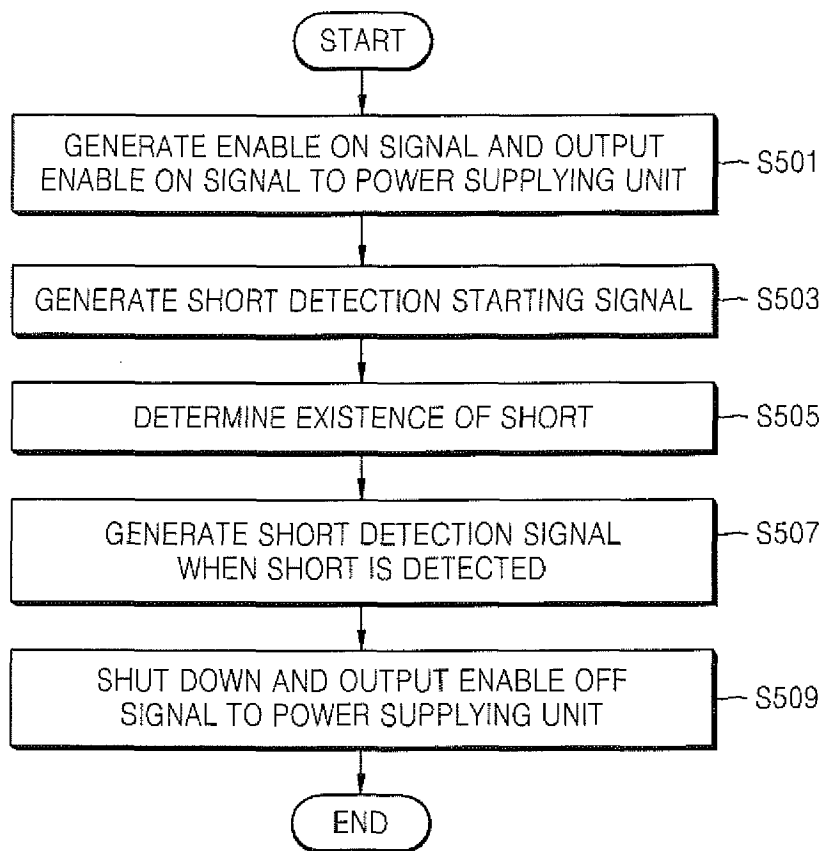 START
GENERATE ENABLE ON SIGNAL AND OUTPUT
ENABLE ON SIGNAL TO POWER SUPPLYING UNIT
S501
GENERATE SHORT DETECTION STARTING SIGNAL
S503
DETERMINE EXISTENCE OF SHORT
S505
GENERATE SHORT DETECTION SIGNAL
WHEN SHORT IS DETECTED
S507
SHUT DOWN AND OUTPUT ENABLE OFF
SIGNAL TO POWER SUPPLYING UNIT
S509
END